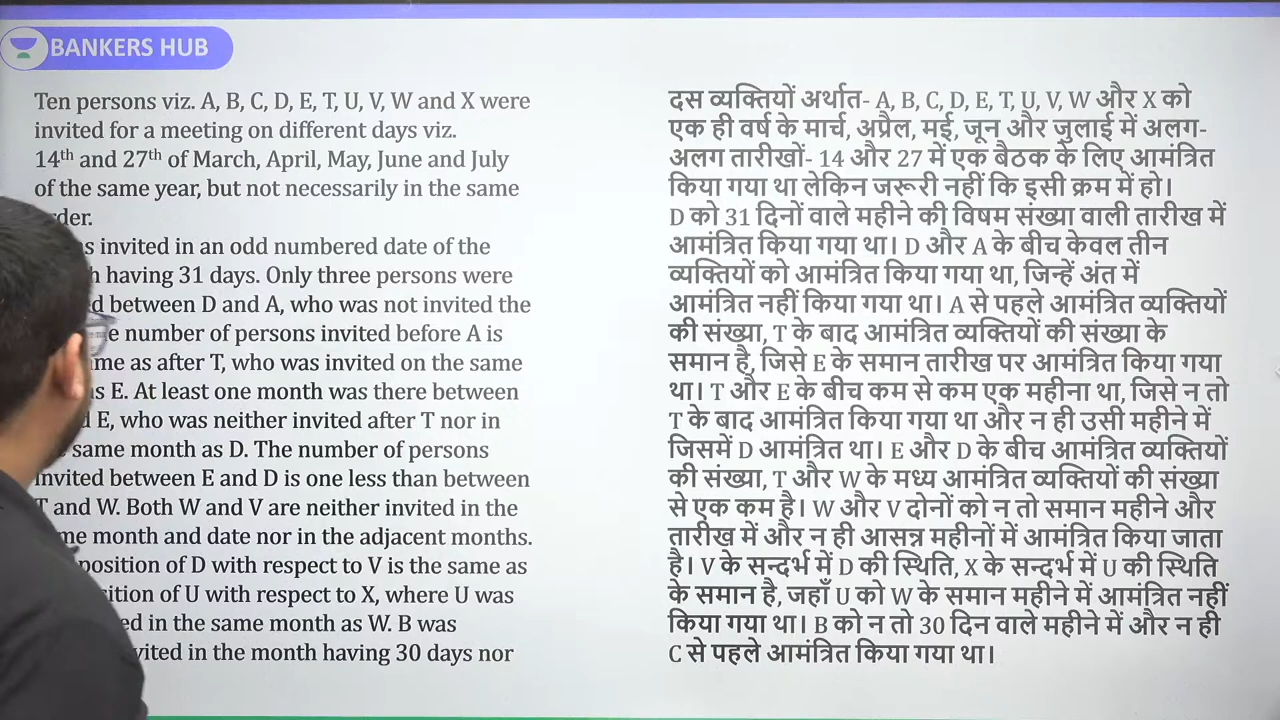 BANKERS HUB
Ten persons viz. A, B, C, D, E, T, U, V, W and X were
invited for a meeting on different days viz.
14th and 27th of March, April, May, June and July
of the same year, but not necessarily in the same
invited in an odd numbered date of the
having 31 days. Only three persons were
between D and A, who was not invited the
number of persons invited before A is
as after T, who was invited on the same
E. At least one month was there between
E, who was neither invited after T nor in
same month as D. The number of persons
invited between E and D is one less than between
T and W. Both W and V are neither invited in the
month and date nor in the adjacent months.
position of D with respect to V is the same as
of U with respect to X, where U was
in the same month as W. B was
in the month having 30 days nor
दस व्यक्तियों अर्थात- A, B, C, D, E, T, U, V, W और X को
एक ही वर्ष के मार्च, अप्रैल, मई, जून और जुलाई में अलग-
अलग तारीखों- 14 और 27 में एक बैठक के लिए आमंत्रित
किया गया था लेकिन जरूरी नहीं कि इसी क्रम में हो।
D को 31 दिनों वाले महीने की विषम संख्या वाली तारीख में
आमंत्रित किया गया था। D और A के बीच केवल तीन
व्यक्तियों को आमंत्रित किया गया था, जिन्हें अंत में
आमंत्रित नहीं किया गया था। A से पहले आमंत्रित व्यक्तियों
की संख्या, T के बाद आमंत्रित व्यक्तियों की संख्या के
समान है, जिसे E के समान तारीख पर आमंत्रित किया गया
था। T और E के बीच कम से कम एक महीना था, जिसे न तो
T के बाद आमंत्रित किया गया था और न ही उसी महीने में
जिसमें D आमंत्रित था। E और D के बीच आमंत्रित व्यक्तियों
की संख्या, T और W के मध्य आमंत्रित व्यक्तियों की संख्या
से एक कम है। W और V दोनों को न तो समान महीने और
तारीख में और न ही आसन्न महीनों में आमंत्रित किया जाता
है। V के सन्दर्भ में D की स्थिति, X के सन्दर्भ में U की स्थिति
के समान है, जहाँ U को W के समान महीने में आमंत्रित नहीं
किया गया था। B को न तो 30 दिन वाले महीने में और न ही
C से पहले आमंत्रित किया गया था।